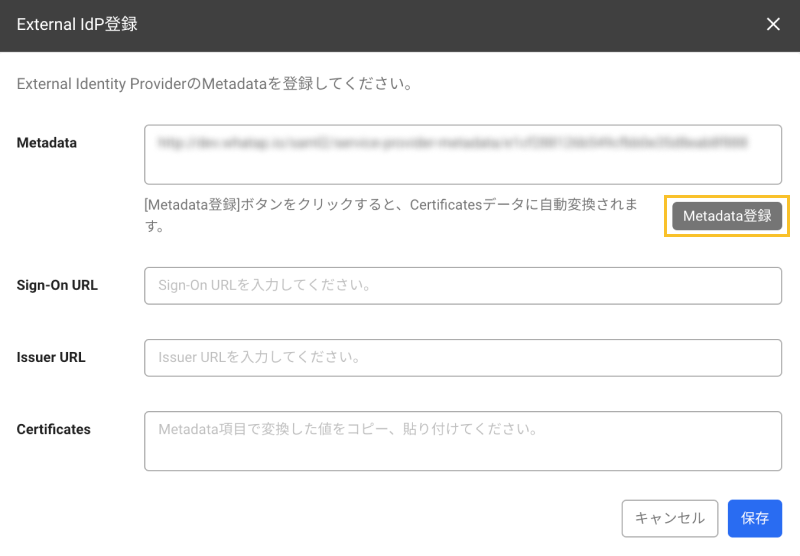 External IdP登録
External Identity ProviderのMetadataを登録してください。
Metadata
[Metadata登録]ボタンをクリックすると、Certificatesデータに自動変換されま
す。
Metadata登録
Sign-On URL
Sign-On URLを入力してください。
Issuer URL
Issuer URLを入力してください。
Certificates
Metadata項目で変換した値をコピー、貼り付けてください。
キャンセル
保存